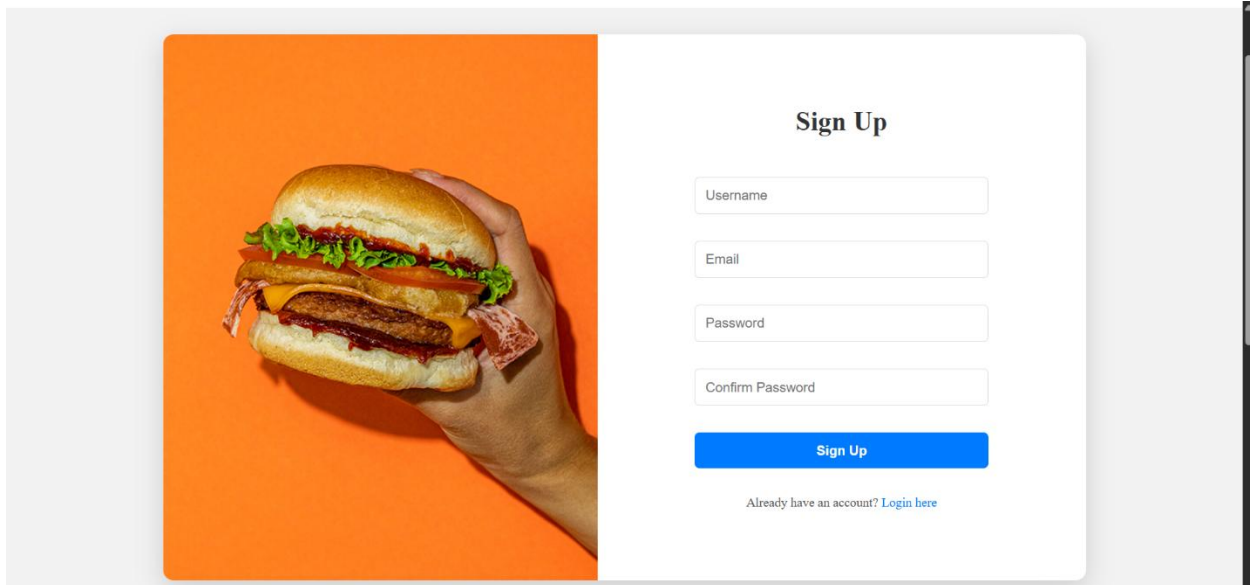 Sign Up
Username
Email
Password
Confirm Password
Sign Up
Already have an account? Login here